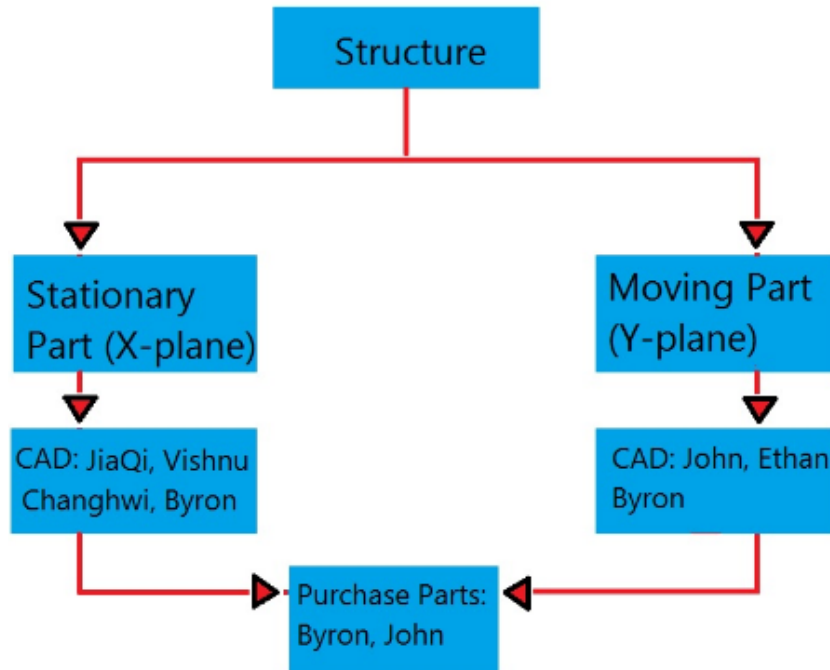 Structure
Stationary
Part (X-plane)
Moving Part
(Y-plane)
CAD: JiaQi, Vishnu
Changhwi, Byron
CAD: John, Ethan
Byron
Purchase Parts:
Byron, John